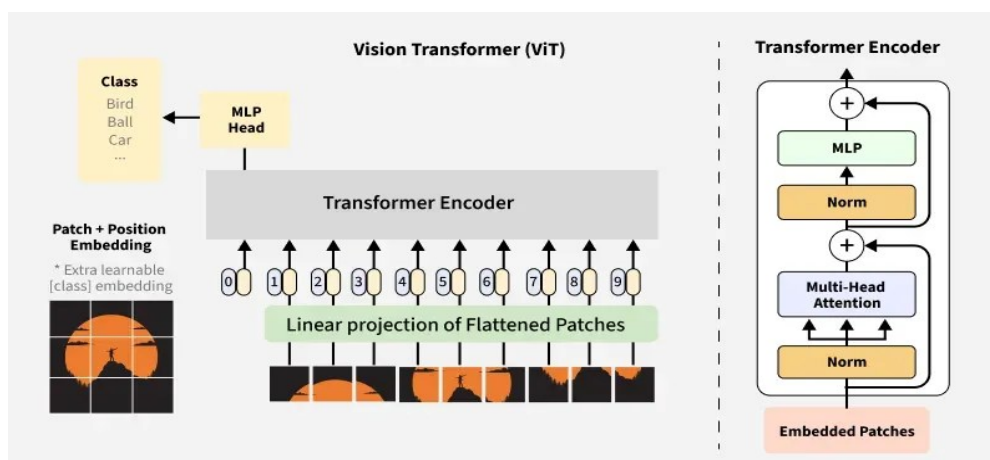 Vision Transformer (ViT)
Class
Bird
Ball
Car
...
MLP
Head
Transformer Encoder
Patch + Position
Embedding
* Extra learnable
[class] embedding
0 1 2 3 4 5 6 7 8 9
Linear projection of Flattened Patches
Transformer Encoder
+
MLP
Norm
+
Multi-Head
Attention
Norm
Embedded Patches